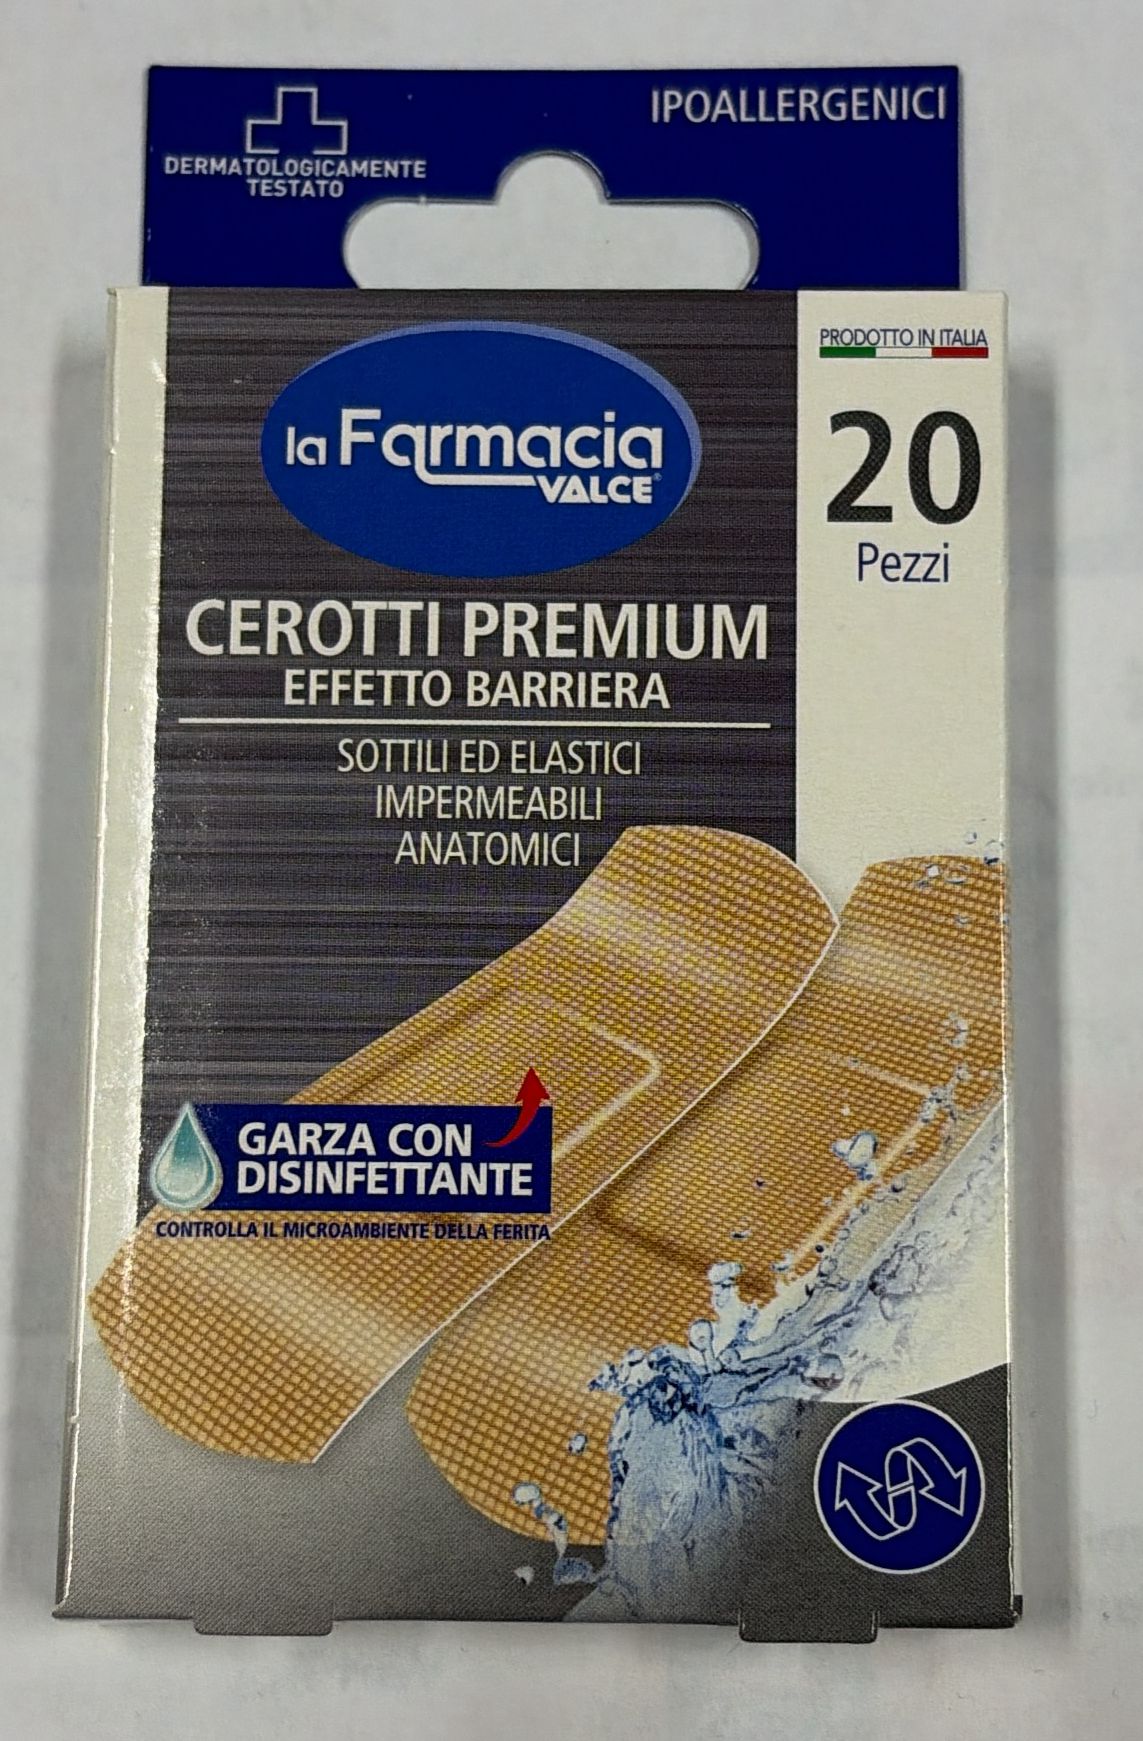 IPOALLERGENICI
DERMATOLOGICAMENTE
TESTATO
PRODOTTO IN ITALIA
la Farmacia
VALCE®
20
Pezzi
CEROTTI PREMIUM
EFFETTO BARRIERA
SOTTILI ED ELASTICI
IMPERMEABILI
ANATOMICI
GARZA CON
DISINFETTANTE
CONTROLLA IL MICROAMBIENTE DELLA FERITA